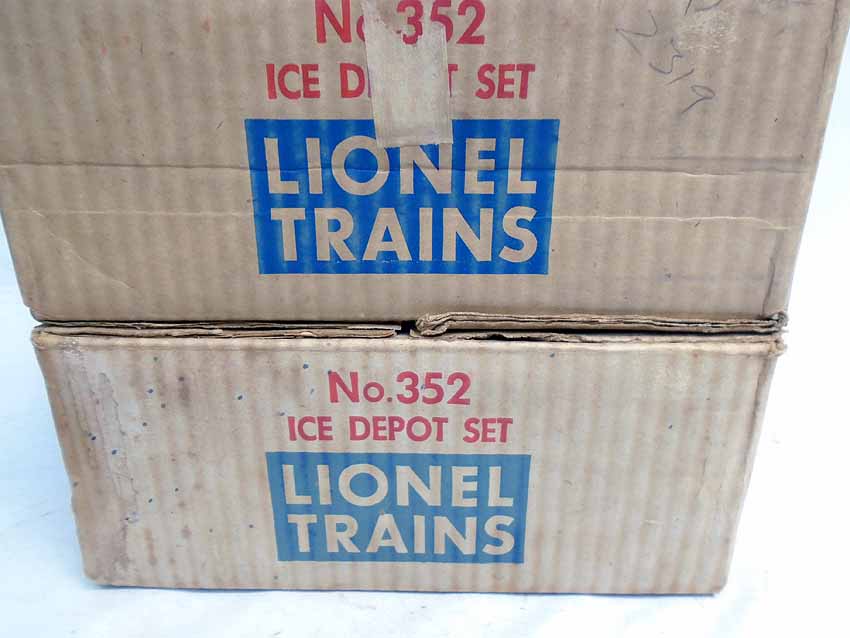 No.352
ICE DEPOT SET
LIONEL
TRAINS
No.352
ICE DEPOT SET
LIONEL
TRAINS